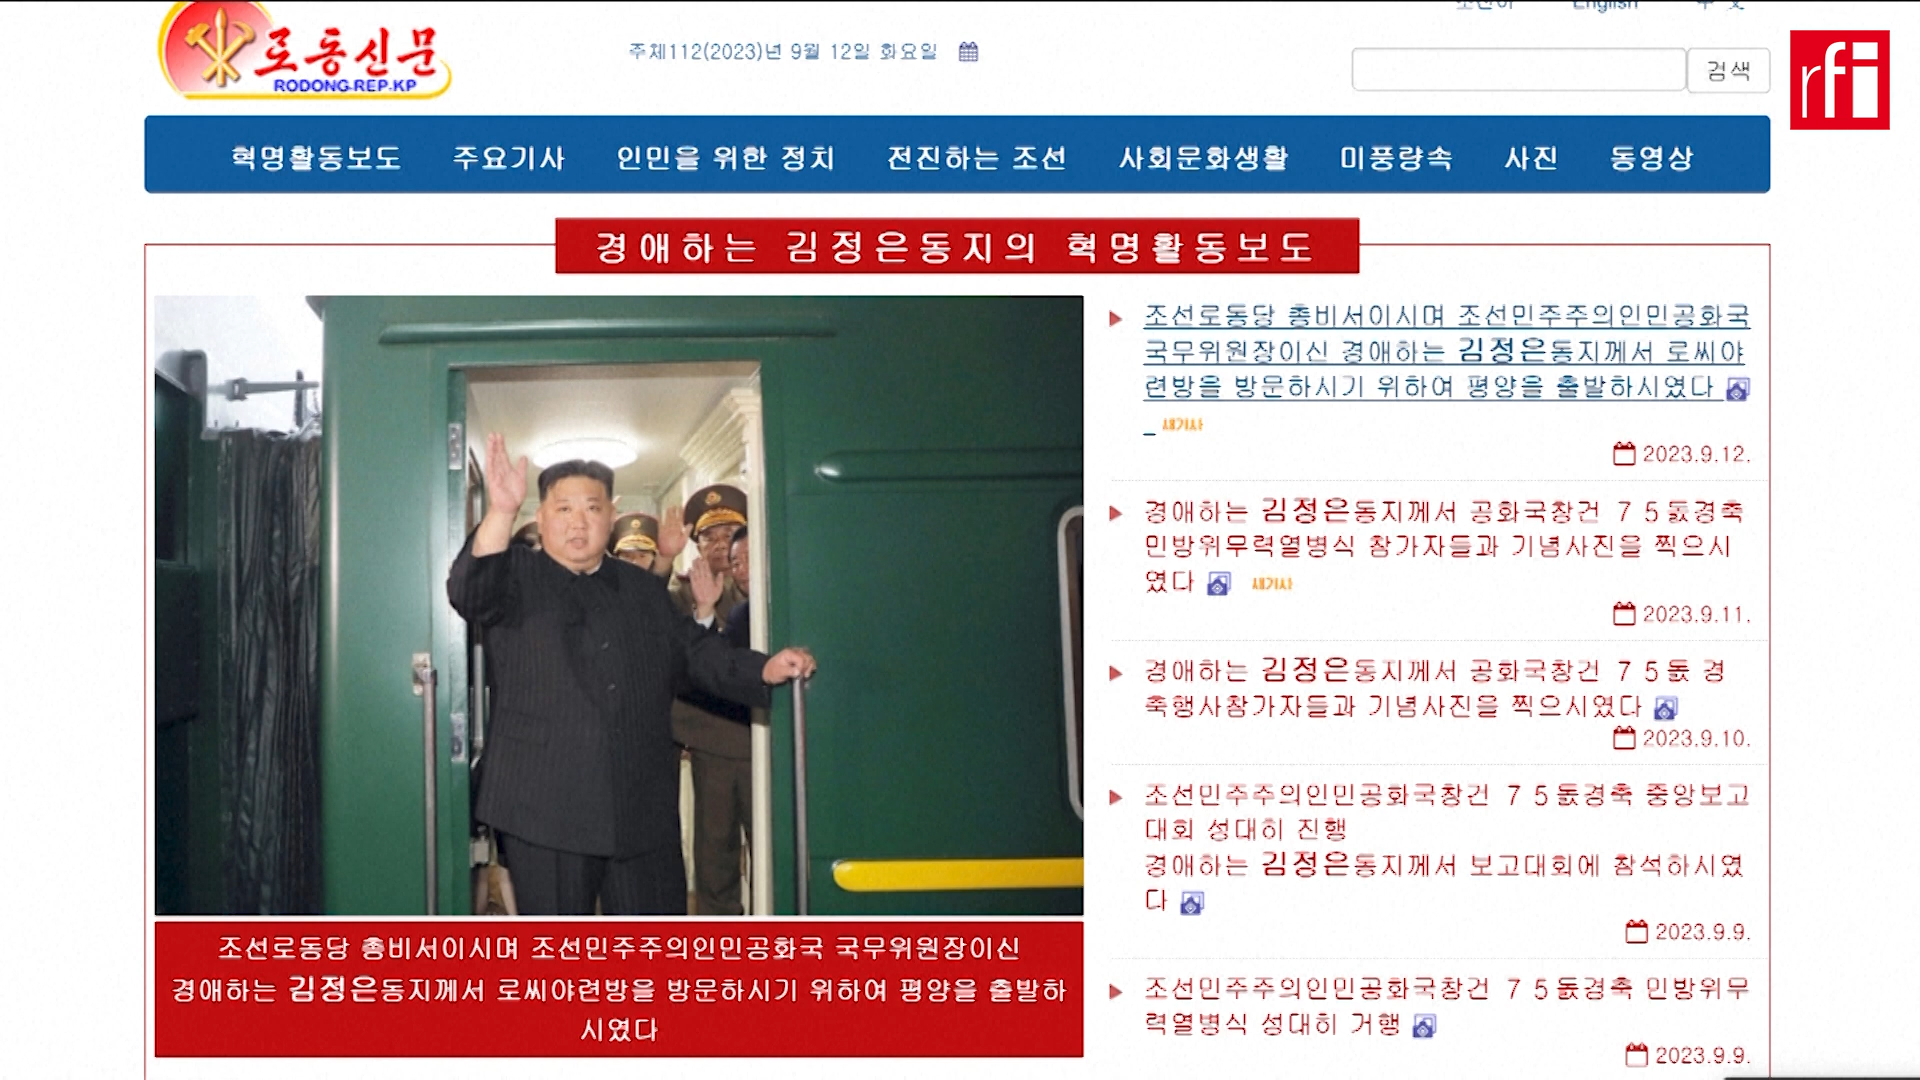 로동신문
RODONG.REP.KP
주체112(2023)년 9월 12일 화요일
English
검색
rfi
혁명활동보도 주요기사 인민을 위한 정치 전진하는 조선 사회문화생활 미풍량속 사진 동영상
경애하는 김정은동지의 혁명활동보도
조선로동당 총비서이시며 조선민주주의인민공화국 국무위원장이신
경애하는 김정은동지께서 로씨야련방을 방문하시기 위하여 평양을 출발하
시였다
조선로동당 총비서이시며 조선민주주의인민공화국
국무위원장이신 경애하는 김정은동지께서 로씨야
련방을 방문하시기 위하여 평양을 출발하시였다
새기사
2023.9.12.
경애하는 김정은동지께서 공화국창건 75돐경축
민방위무력열병식 참가자들과 기념사진을 찍으시
였다 새기사
2023.9.11.
경애하는 김정은동지께서 공화국창건 75돐 경
축행사참가자들과 기념사진을 찍으시였다
2023.9.10.
조선민주주의인민공화국창건 75돐경축 중앙보고
대회 성대히 진행
경애하는 김정은동지께서 보고대회에 참석하시였
다
2023.9.9.
조선민주주의인민공화국창건 75돐경축 민방위무
력열병식 성대히 거행
2023.9.9.